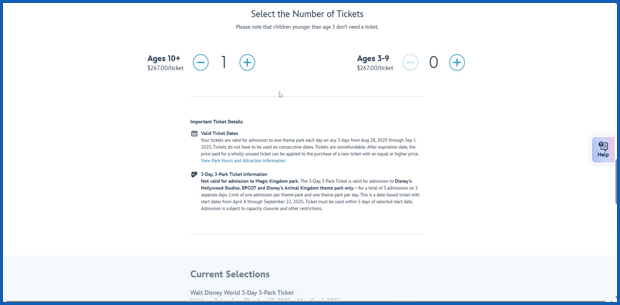 Select the Number of Tickets
Please note that children younger than age 3 don't need a ticket.
Ages 10+
$267.00/ticket
1
Ages 3-9
$267.00/ticket
0
Important Ticket Details
Valid Ticket Dates
Your tickets are valid for admission to one theme park each day on any 3 days from Aug 28, 2025 through Sep 1,
2025. Tickets do not have to be used on consecutive dates. Tickets are nonrefundable. After expiration date, the
price paid for a wholly unused ticket can be applied to the purchase of a new ticket with an equal or higher price.
View Park Hours and Attraction Information
3-Day, 3-Park Ticket Information
Not valid for admission to Magic Kingdom park. The 3-Day, 3-Park Ticket is valid for admission to Disney's
Hollywood Studios, EPCOT and Disney's Animal Kingdom theme park only—for a total of 3 admissions on 3
separate days. Limit of one admission per theme park and one theme park per day. This is a date-based ticket with
start dates from April 6 through September 22, 2025. Ticket must be used within 5 days of selected start date.
Admission is subject to capacity closures and other restrictions.
Help
Current Selections
Walt Disney World 3-Day 3-Park Ticket